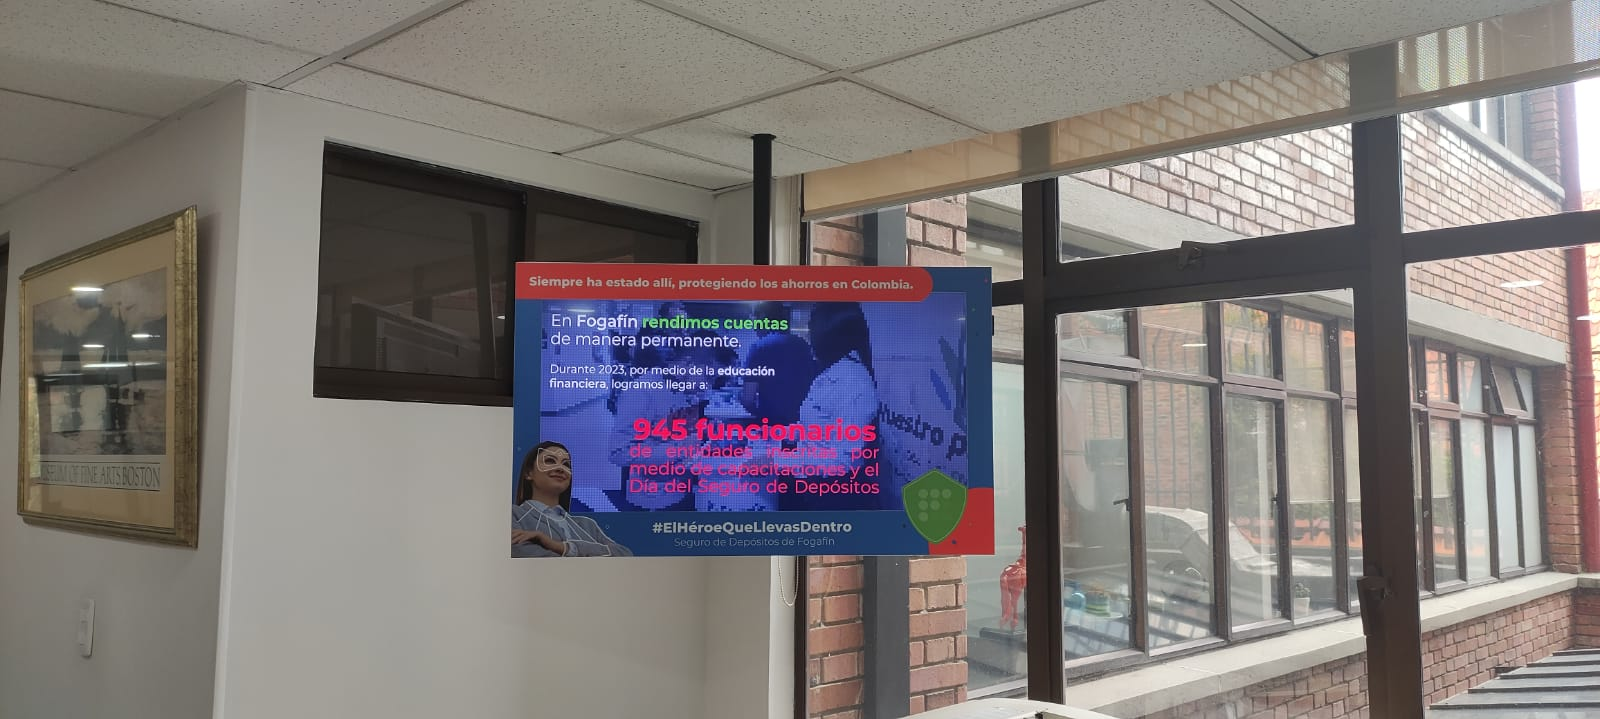 Siempre ha estado allí, protegiendo los ahorros en Colombia.
En Fogafín rendimos cuentas
de manera permanente.
Durante 2023, por medio de la educación
financiera, logramos llegar a:
945 funcionarios
de entidades inscritas por
medio de capacitaciones y el
Día del Seguro de Depósitos
#ElHéroeQueLlevasDentro
Seguro de Depósitos de Fogafín
MUSEUM OF FINE ARTS BOSTON